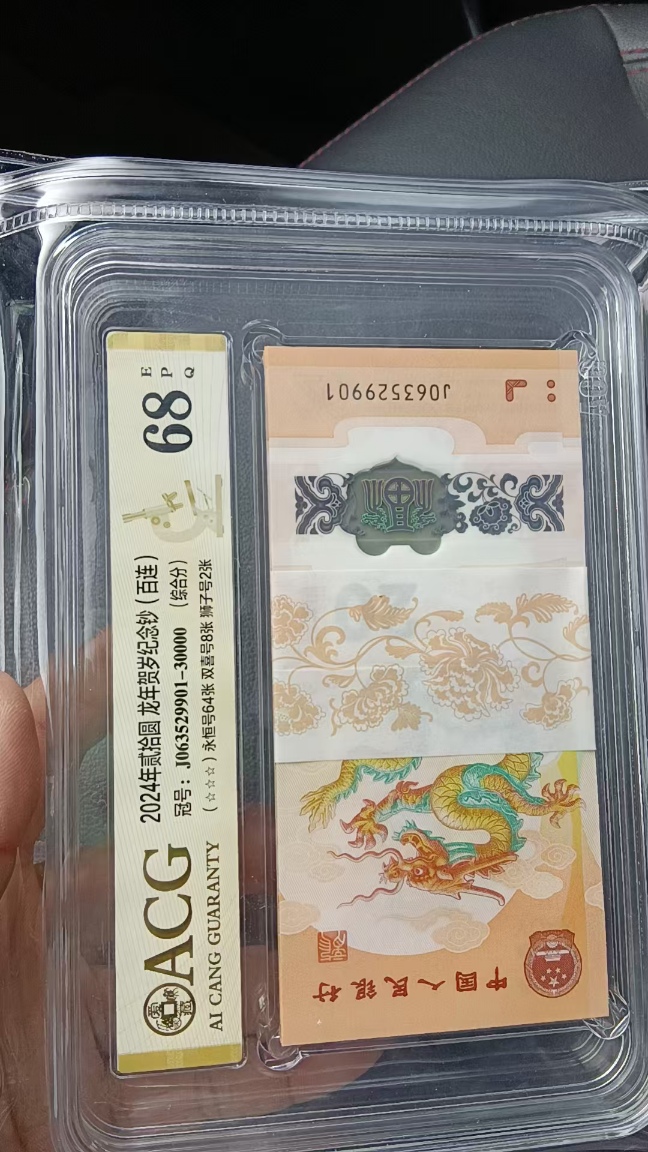 ACG
AI CANG GUARANTY
2024年贰拾圆 龙年贺岁纪念钞（百连）
冠号：J063529901-30000 （综合分）
（☆☆☆）永恒号64张 双喜号8张 狮子号2张
68
E
P
Q
J063529901
中国人民银行